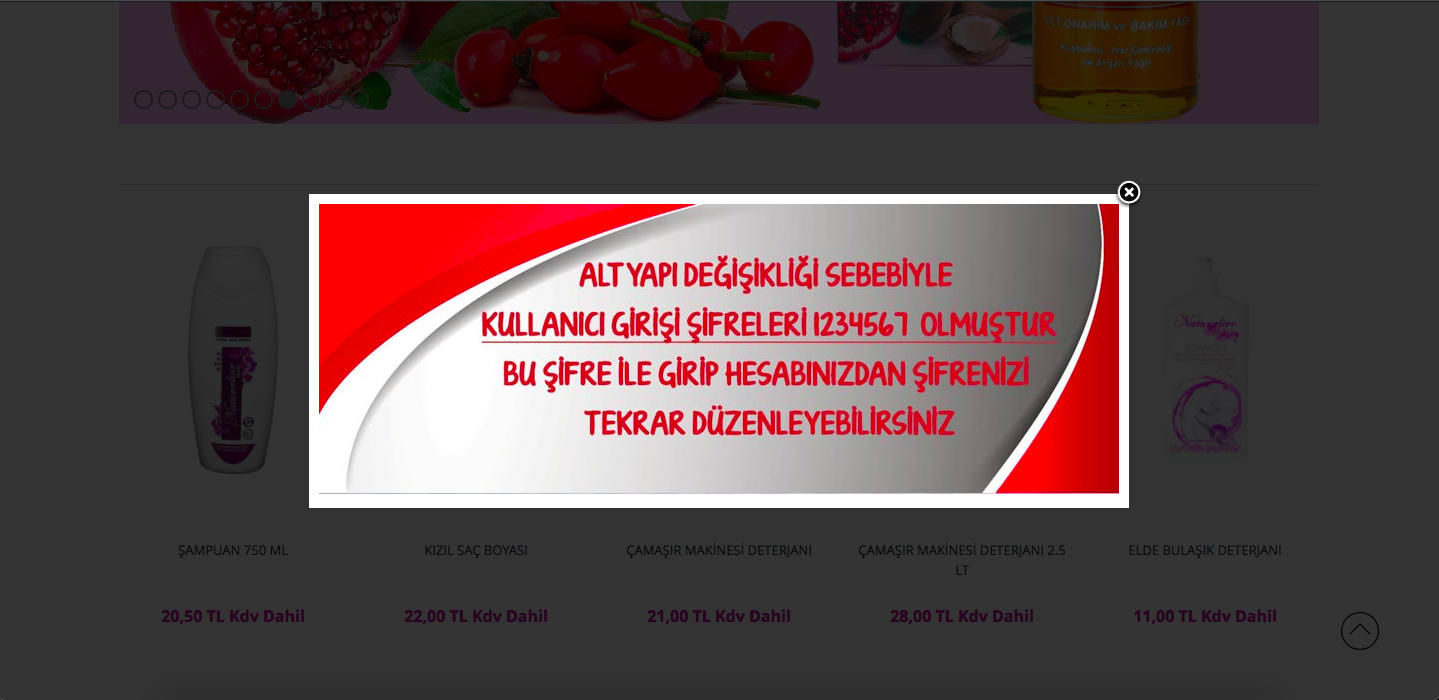 CİLT ONARIM ve BAKIM YAĞI
Kuşburnu - Nar Çekirdeği
ve Argan Yağlı
ALTYAPI DEĞİŞİKLİĞİ SEBEBİYLE
KULLANICI GİRİŞİ ŞİFRELERİ 1234567 OLMUŞTUR
BU ŞİFRE İLE GİRİP HESABINIZDAN ŞİFRENİZİ
TEKRAR DÜZENLEYEBİLİRSİNİZ
Naturalive
Naturalive
ŞAMPUAN 750 ML
KIZIL SAÇ BOYASI
ÇAMAŞIR MAKİNESİ DETERJANI
ÇAMAŞIR MAKİNESİ DETERJANI 2.5
LT
ELDE BULAŞIK DETERJANI
20,50 TL Kdv Dahil
22,00 TL Kdv Dahil
21,00 TL Kdv Dahil
28,00 TL Kdv Dahil
11,00 TL Kdv Dahil